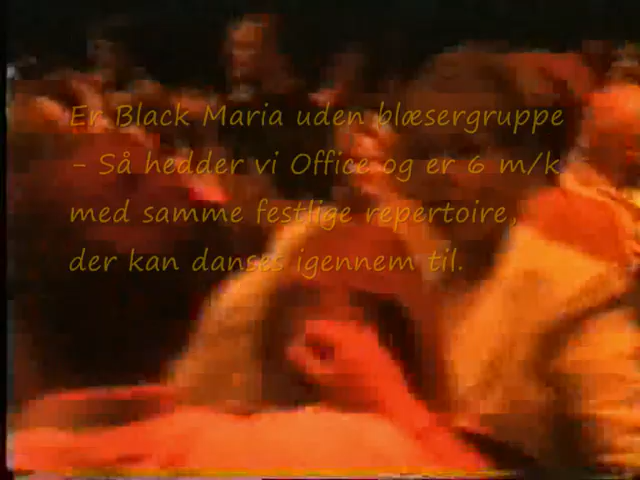 Er Black Maria uden blæsergruppe
- Så hedder vi Office og er 6 m/k
med samme festlige repertoire,
der kan danses igennem til.